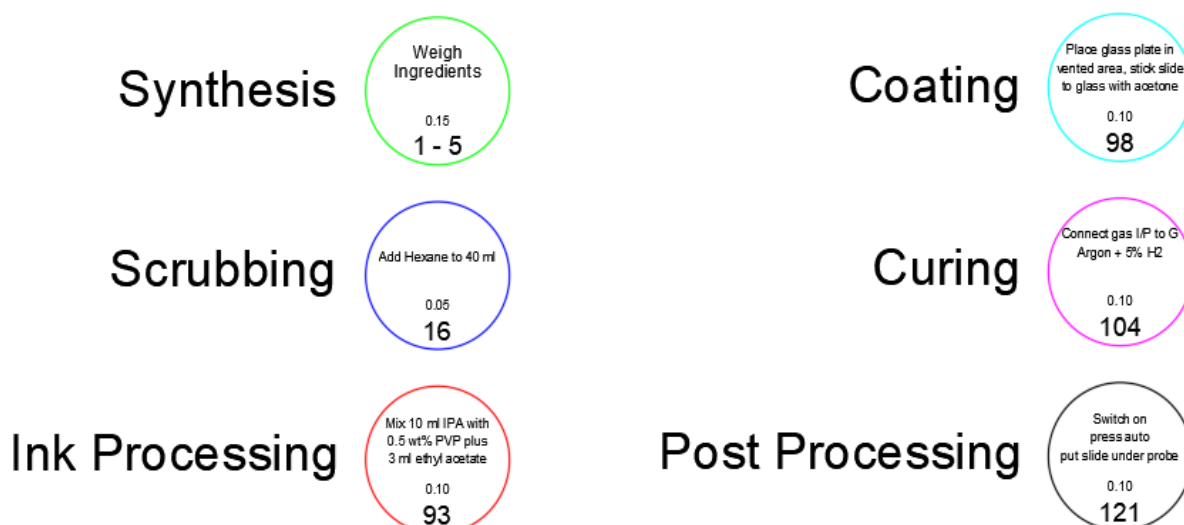 Synthesis
Weigh
Ingredients
0.15
1 - 5
Scrubbing
Add Hexane to 40 ml
0.05
16
Ink Processing
Mix 10 ml IPA with
0.5 wt% PVP plus
3 ml ethyl acetate
0.10
93
Coating
Place glass plate in
vented area, stick slide
to glass with acetone
0.10
98
Curing
Connect gas I/P to G
Argon + 5% H2
0.10
104
Post Processing
Switch on
press auto
put slide under probe
0.10
121